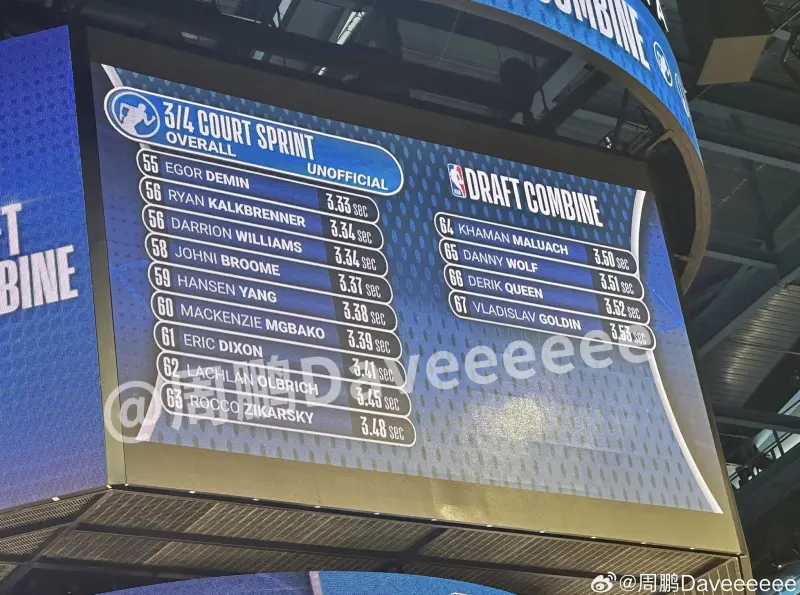 COMBINE
T
BINE
3/4 COURT SPRINT
OVERALL
UNOFFICIAL
55 EGOR DEMIN 3.33 SEC
56 RYAN KALKBRENNER 3.34 SEC
56 DARRION WILLIAMS 3.34 SEC
58 JOHNI BROOME 3.37 SEC
59 HANSEN YANG 3.38 SEC
60 MACKENZIE MGBAKO 3.39 SEC
61 ERIC DIXON 3.41 SEC
62 LACHLAN OLBRICH 3.45 SEC
63 ROCCO ZIKARSKY 3.48 SEC
DRAFT COMBINE
64 KHAMAN MALUACH 3.50 SEC
65 DANNY WOLF 3.51 SEC
66 DERIK QUEEN 3.52 SEC
67 VLADISLAV GOLDIN 3.53 SEC
@周鹏Daveeeeee
@周鹏Daveeeeee